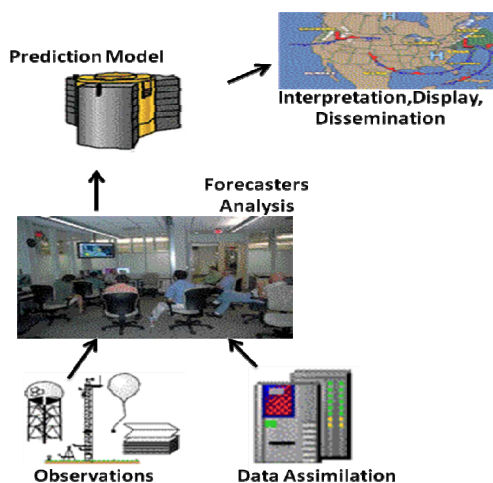 Prediction Model
Interpretation,Display,
Dissemination
Forecasters
Analysis
Observations
Data Assimilation
H
H
L